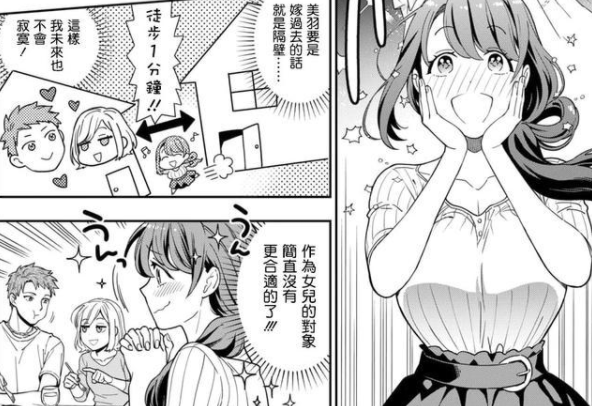 美羽要是
嫁過去的話
就是隔壁……
徒步1分鐘!!
這樣
我未來也
不會
寂寞!
作為女兒的對象
簡直沒有
更合適的了!!!
うんっ
うんっ